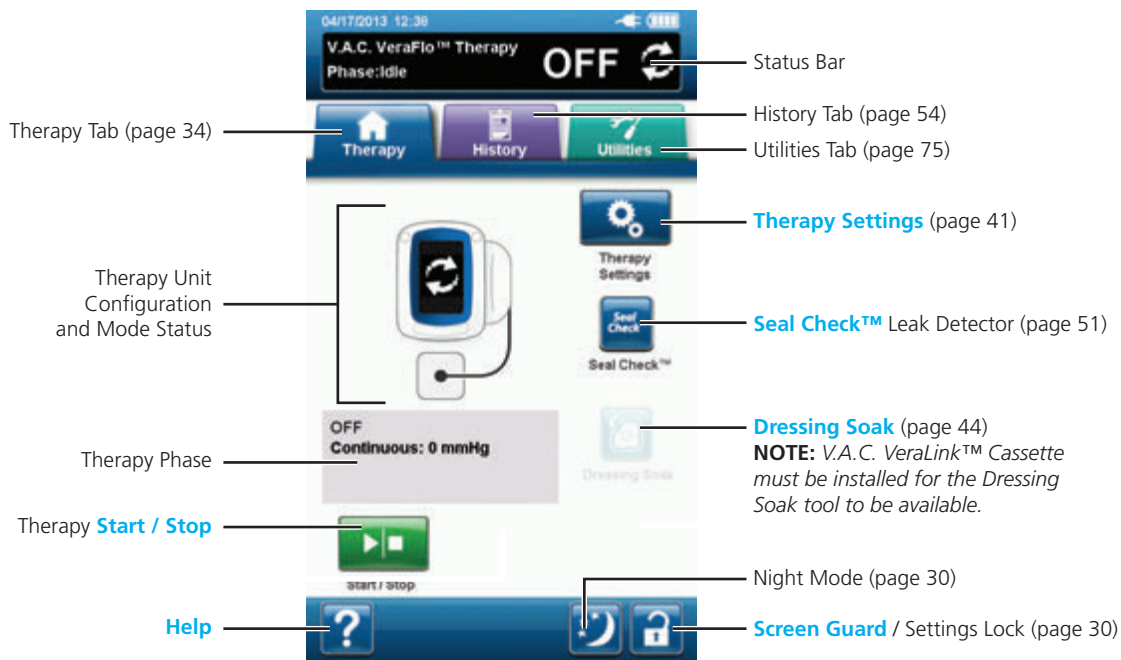 04/17/2013 12:38
V.A.C. VeraFlo™ Therapy
Phase:Idle
OFF
Status Bar
Therapy Tab (page 34)
History Tab (page 54)
Utilities Tab (page 75)
Therapy
History
Utilities
Therapy Settings (page 41)
Therapy
Settings
Therapy Unit
Configuration
and Mode Status
Seal
Check
Seal Check™ Leak Detector (page 51)
Seal Check™
OFF
Continuous: 0 mmHg
Therapy Phase
Dressing Soak
Dressing Soak (page 44)
NOTE: V.A.C. VeraLink™ Cassette
must be installed for the Dressing
Soak tool to be available.
Therapy Start / Stop
Start / Stop
Night Mode (page 30)
Help
?
Screen Guard / Settings Lock (page 30)